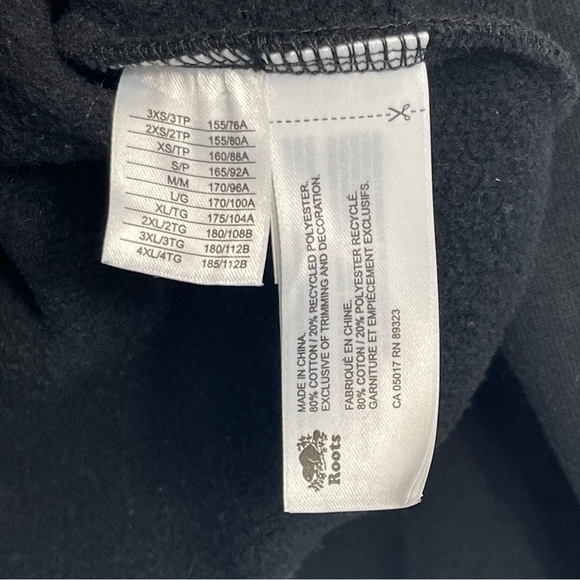 3XS/3TP 155/76A
2XS/2TP 155/80A
XS/TP 160/88A
S/P 165/92A
M/M 170/96A
L/G 170/100A
XL/TG 175/104A
2XL/2TG 180/108B
3XL/3TG 180/112B
4XL/4TG 185/112B
MADE IN CHINA.
80% COTTON / 20% RECYCLED POLYESTER.
EXCLUSIVE OF TRIMMING AND DECORATION.
FABRIQUÉ EN CHINE.
80% COTON / 20% POLYESTER RECYCLÉ.
GARNITURE ET EMPIÈCEMENT EXCLUSIFS.
CA 05017 RN 89323
Roots